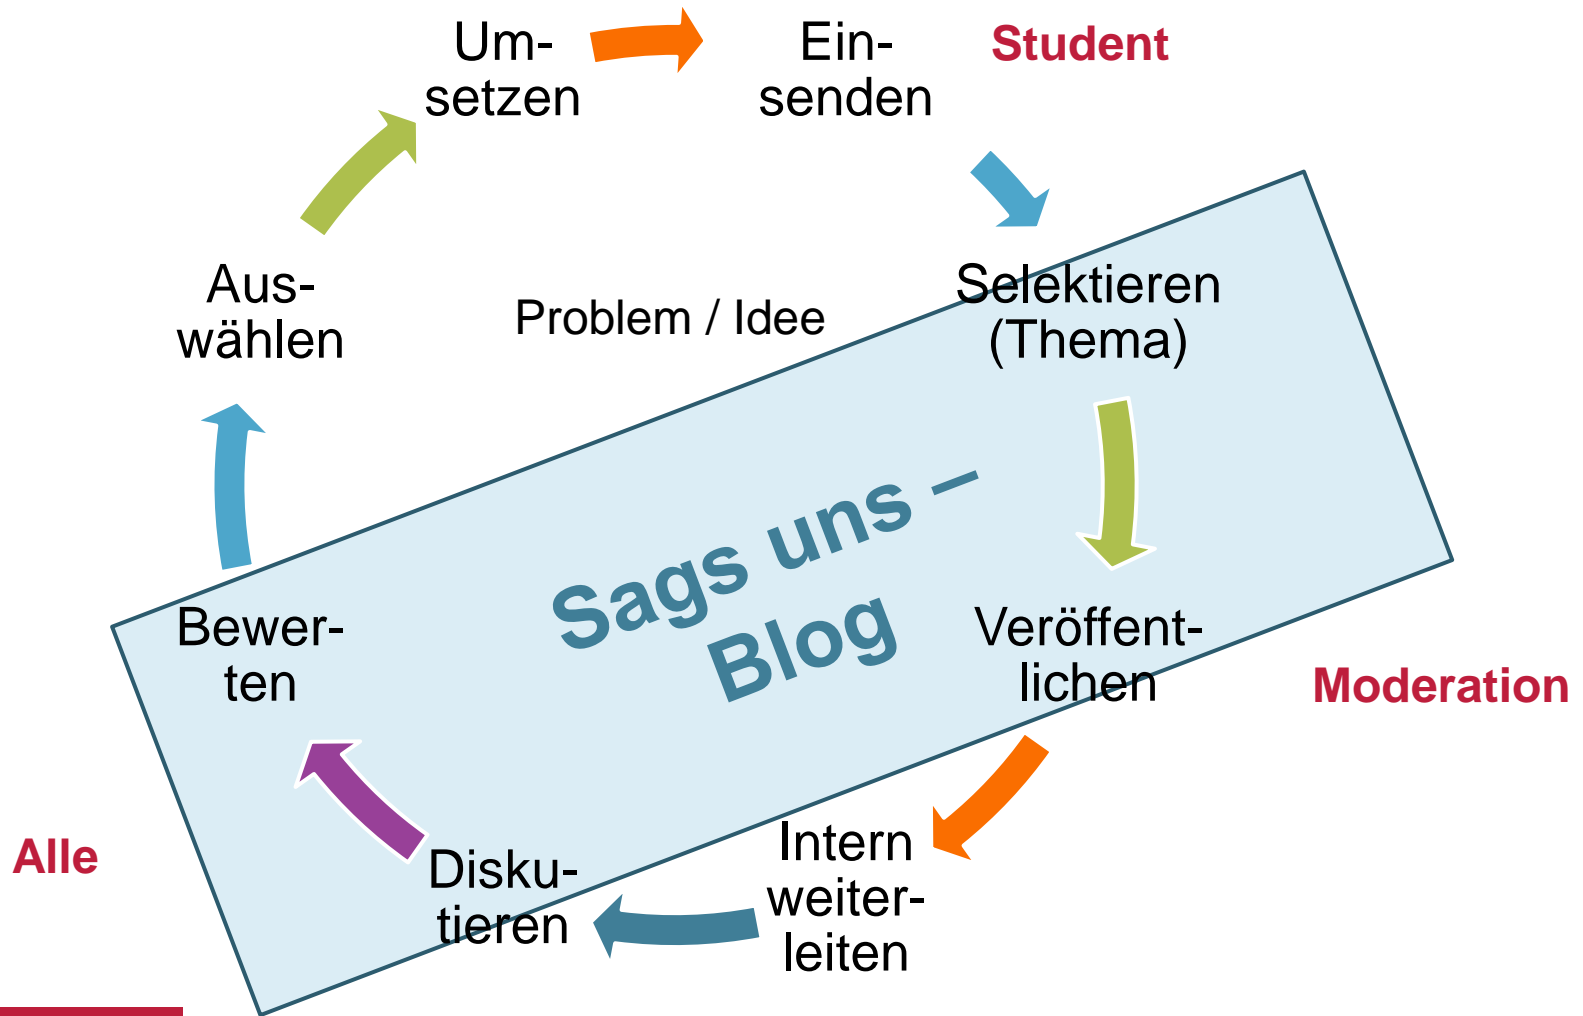 Um-
setzen
Ein-
senden
Student
Aus-
wählen
Problem / Idee
Selektieren
(Thema)
Sags uns –
Blog
Bewer-
ten
Veröffent-
lichen
Moderation
Alle
Disku-
tieren
Intern
weiter-
leiten